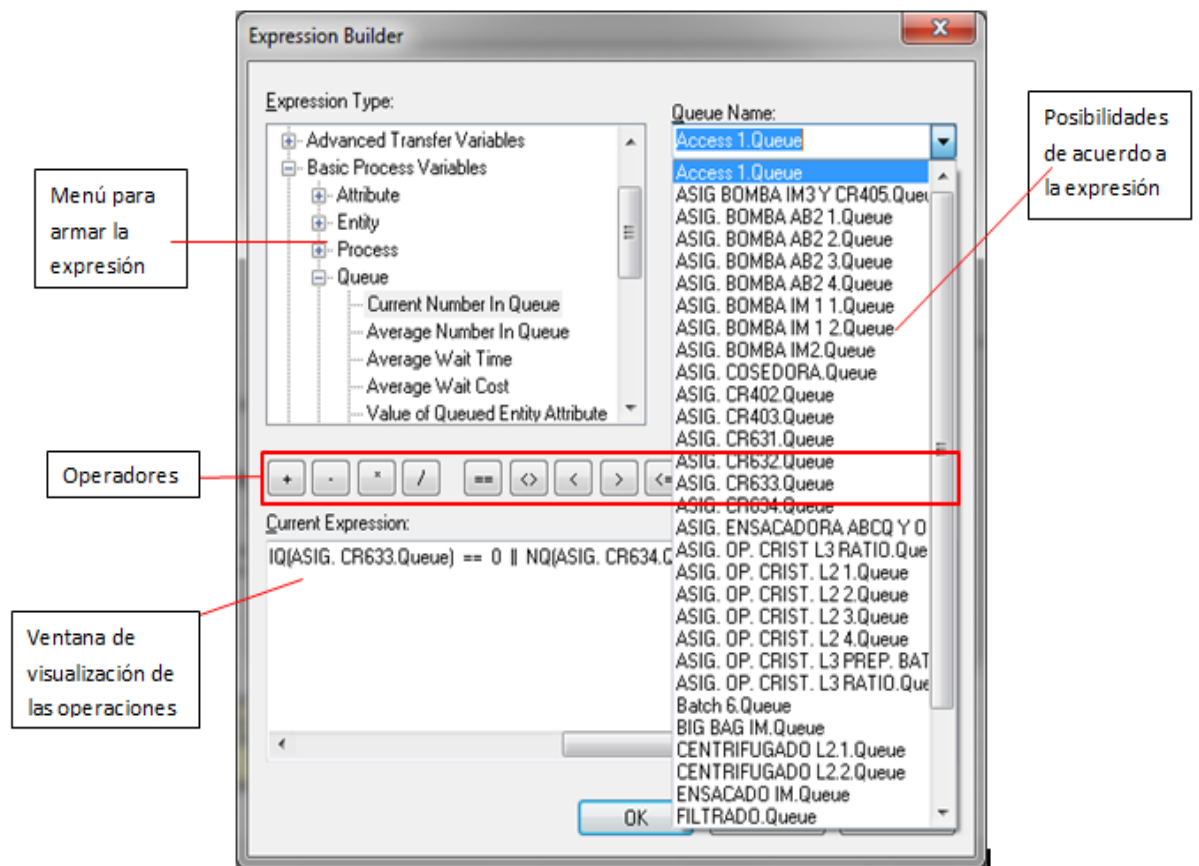 Expression Builder
Expression Type:
Advanced Transfer Variables
Basic Process Variables
Attribute
Entity
Process
Queue
Current Number In Queue
Average Number In Queue
Average Wait Time
Average Wait Cost
Value of Queued Entity Attribute
Queue Name:
Access 1.Queue
Access 1.Queue
ASIG BOMBA IM3 Y CR405.Queu
ASIG. BOMBA AB2 1.Queue
ASIG. BOMBA AB2 2.Queue
ASIG. BOMBA AB2 3.Queue
ASIG. BOMBA AB2 4.Queue
ASIG. BOMBA IM 1 1.Queue
ASIG. BOMBA IM 1 2.Queue
ASIG. BOMBA IM2.Queue
ASIG. COSEDORA.Queue
ASIG. CR402.Queue
ASIG. CR403.Queue
ASIG. CR631.Queue
ASIG. CR632.Queue
ASIG. CR633.Queue
ASIG. CR634.Queue
ASIG. ENSACADORA ABCQ Y O
ASIG. OP. CRIST L3 RATIO.Que
ASIG. OP. CRIST. L2 1.Queue
ASIG. OP. CRIST. L2 2.Queue
ASIG. OP. CRIST. L2 3.Queue
ASIG. OP. CRIST. L2 4.Queue
ASIG. OP. CRIST. L3 PREP. BAT
ASIG. OP. CRIST. L3 RATIO.Que
Batch 6.Queue
BIG BAG IM.Queue
CENTRIFUGADO L2.1.Queue
CENTRIFUGADO L2.2.Queue
ENSACADO IM.Queue
FILTRADO.Queue
+ - * / == <> < > <=
Current Expression:
IQ(ASIG. CR633.Queue) == 0 || NQ(ASIG. CR634.Q
OK
Menú para
armar la
expresión
Operadores
Ventana de
visualización de
las operaciones
Posibilidades
de acuerdo a
la expresión